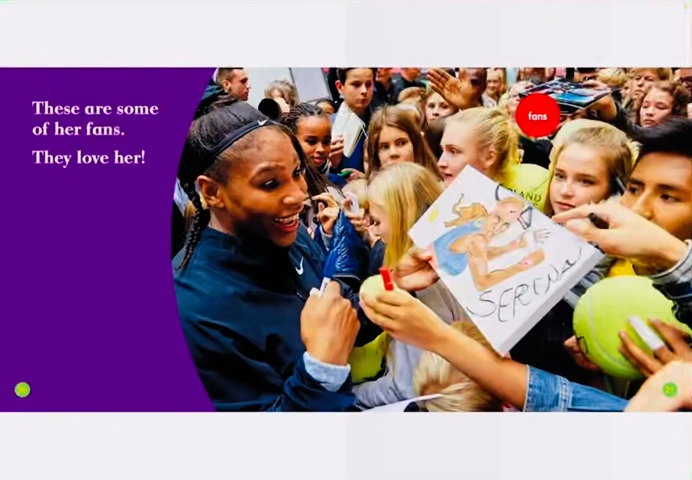 These are some
of her fans.
They love her!
fans
SERENA